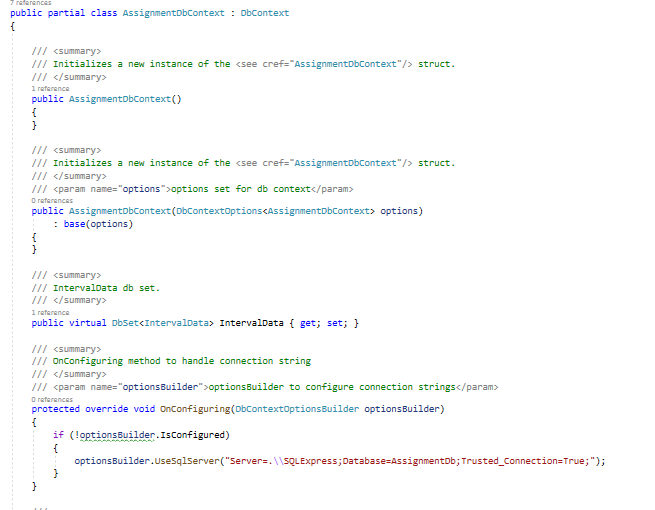 7 references
public partial class AssignmentDbContext : DbContext
{
/// <summary>
/// Initializes a new instance of the <see cref="AssignmentDbContext"/> struct.
/// </summary>
1 reference
public AssignmentDbContext()
{
}
/// <summary>
/// Initializes a new instance of the <see cref="AssignmentDbContext"/> struct.
/// </summary>
/// <param name="options">options set for db context</param>
0 references
public AssignmentDbContext(DbContextOptions<AssignmentDbContext> options)
: base(options)
{
}
/// <summary>
/// IntervalData db set.
/// </summary>
1 reference
public virtual DbSet<IntervalData> IntervalData { get; set; }
/// <summary>
/// OnConfiguring method to handle connection string
/// </summary>
/// <param name="optionsBuilder">optionsBuilder to configure connection strings</param>
0 references
protected override void OnConfiguring(DbContextOptionsBuilder optionsBuilder)
{
if (!optionsBuilder.IsConfigured)
{
optionsBuilder.UseSqlServer("Server=.\\SQLExpress;Database=AssignmentDb;Trusted_Connection=True;");
}
}